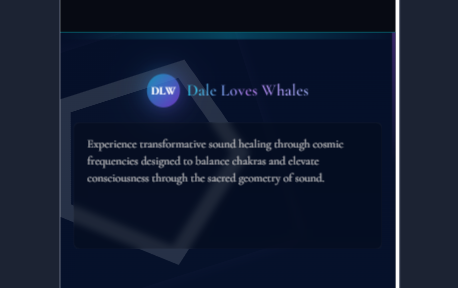 DLW Dale Loves Whales
Experience transformative sound healing through cosmic
frequencies designed to balance chakras and elevate
consciousness through the sacred geometry of sound.